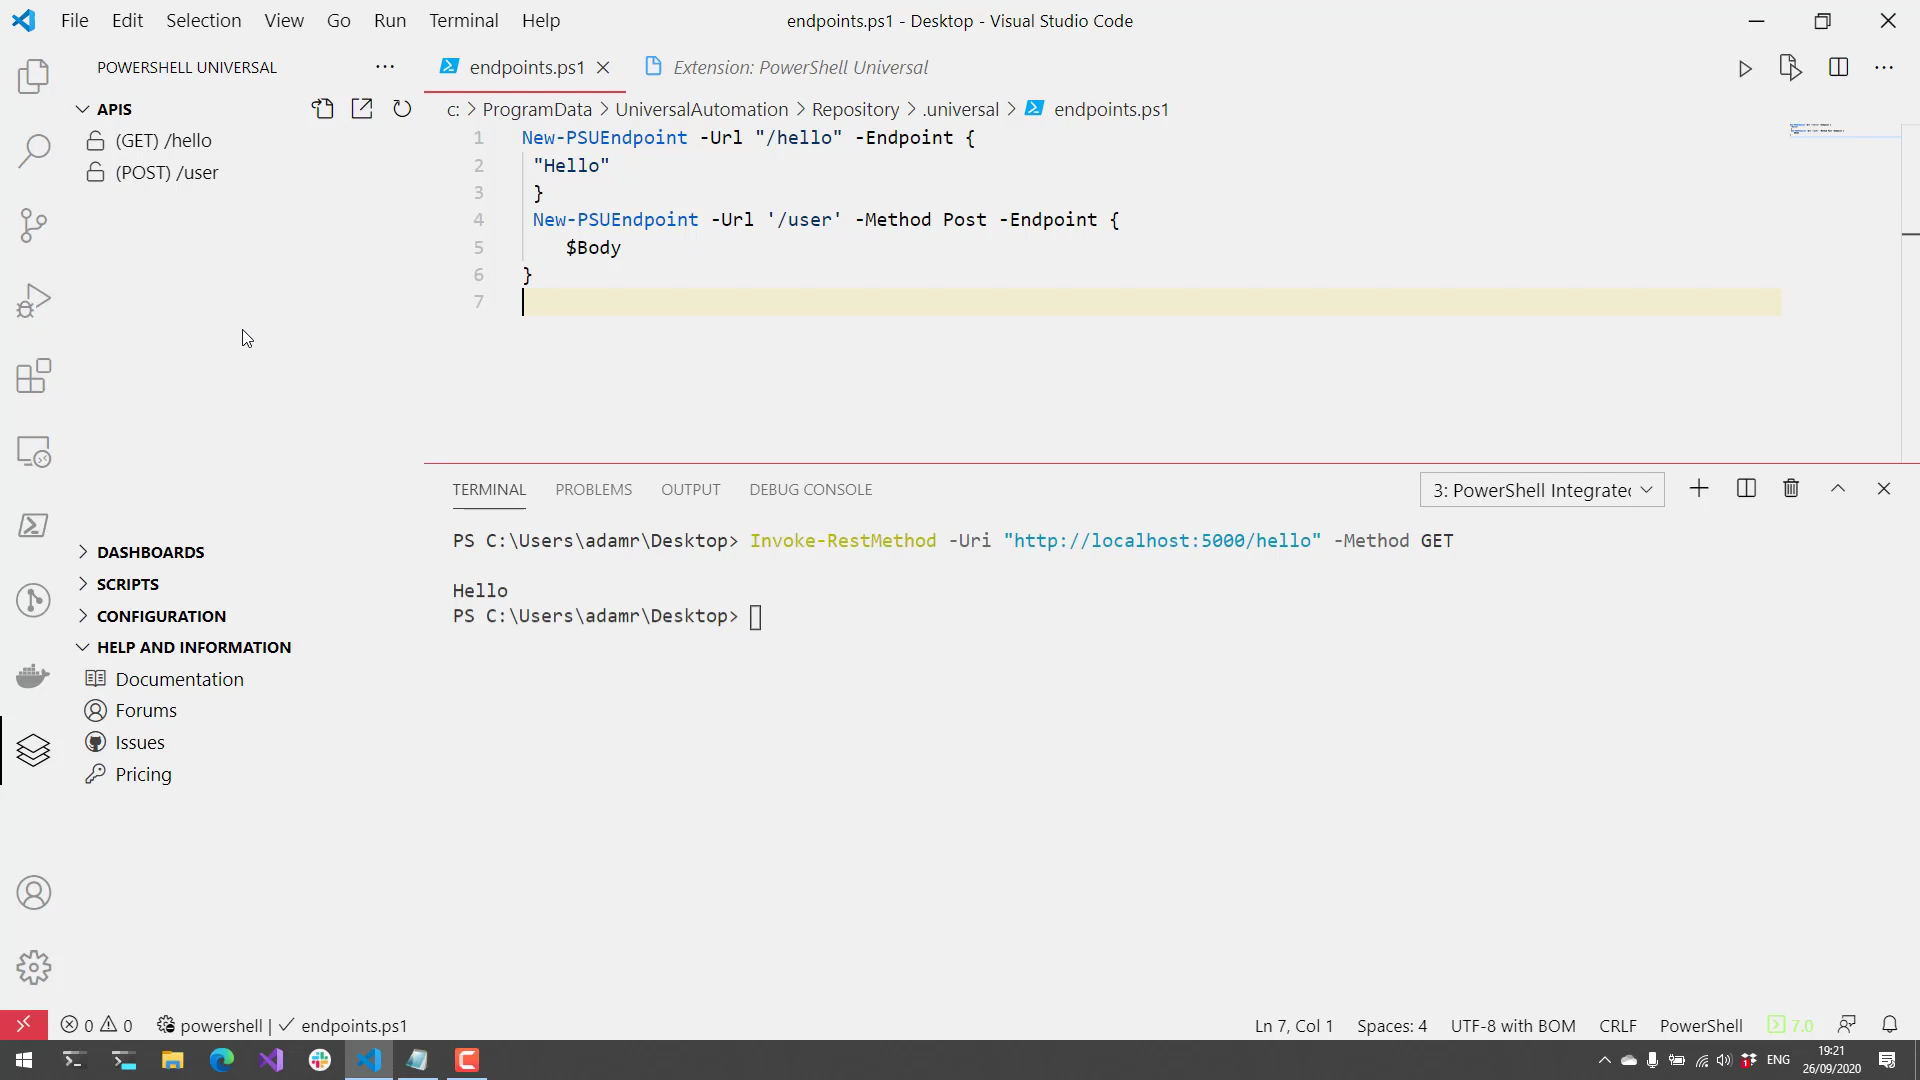 File Edit Selection View Go Run Terminal Help
endpoints.ps1 - Desktop - Visual Studio Code
POWERSHELL UNIVERSAL
APIS
(GET) /hello
(POST) /user
DASHBOARDS
SCRIPTS
CONFIGURATION
HELP AND INFORMATION
Documentation
Forums
Issues
Pricing
endpoints.ps1
Extension: PowerShell Universal
c: > ProgramData > UniversalAutomation > Repository > .universal > endpoints.ps1
1 New-PSUEndpoint -Url "/hello" -Endpoint {
2 "Hello"
3 }
4 New-PSUEndpoint -Url '/user' -Method Post -Endpoint {
5 $Body
6 }
7
TERMINAL PROBLEMS OUTPUT DEBUG CONSOLE
3: PowerShell Integrated
PS C:\Users\adamr\Desktop> Invoke-RestMethod -Uri "http://localhost:5000/hello" -Method GET
Hello
PS C:\Users\adamr\Desktop>
0 0 powershell | endpoints.ps1
Ln 7, Col 1 Spaces: 4 UTF-8 with BOM CRLF PowerShell 7.0
ENG
19:21
26/09/2020